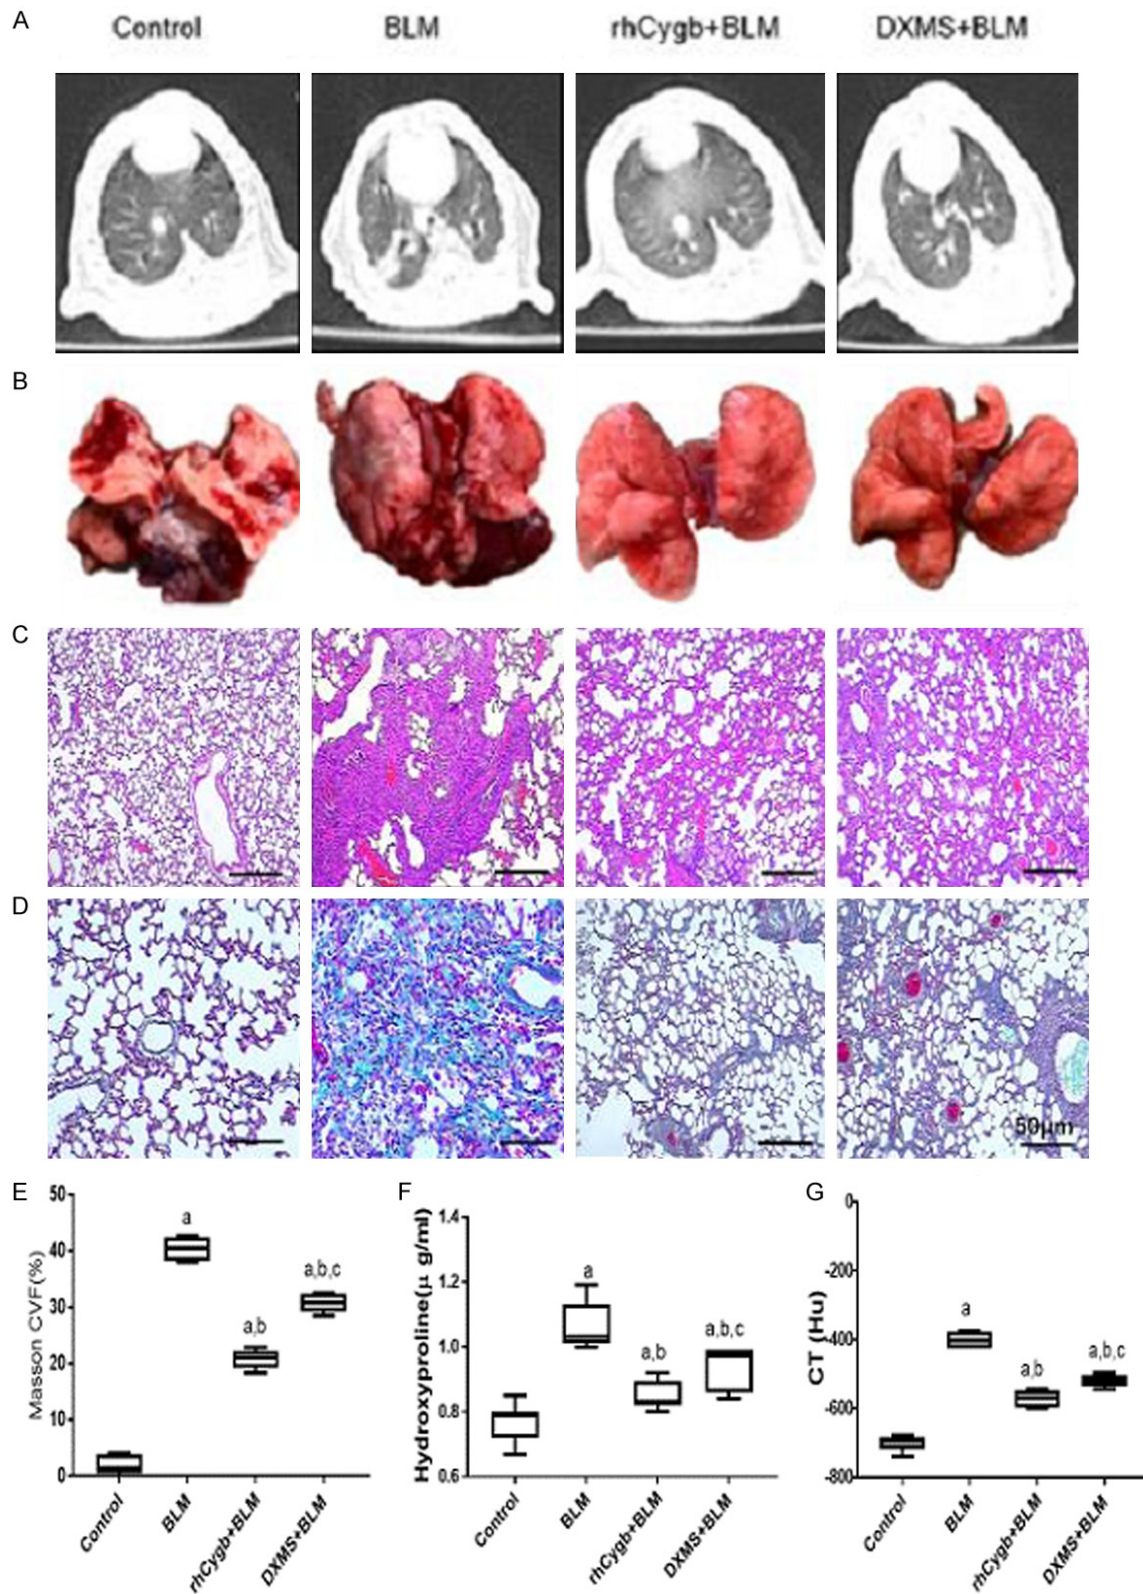 A
Control
BLM
rhCygb+BLM
DXMS+BLM
B
C
D
50μm
E
Masson CVF(%)
50
40
30
20
10
0
a
a,b
a,b,c
Control
BLM
rhCygb+BLM
DXMS+BLM
F
Hydroxyproline(μ g/ml)
1.4
1.2
1.0
0.8
0.6
a
a,b
a,b,c
Control
BLM
rhCygb+BLM
DXMS+BLM
G
CT (Hu)
0
-200
-400
-600
-800
a
a,b
a,b,c
Control
BLM
rhCygb+BLM
DXMS+BLM